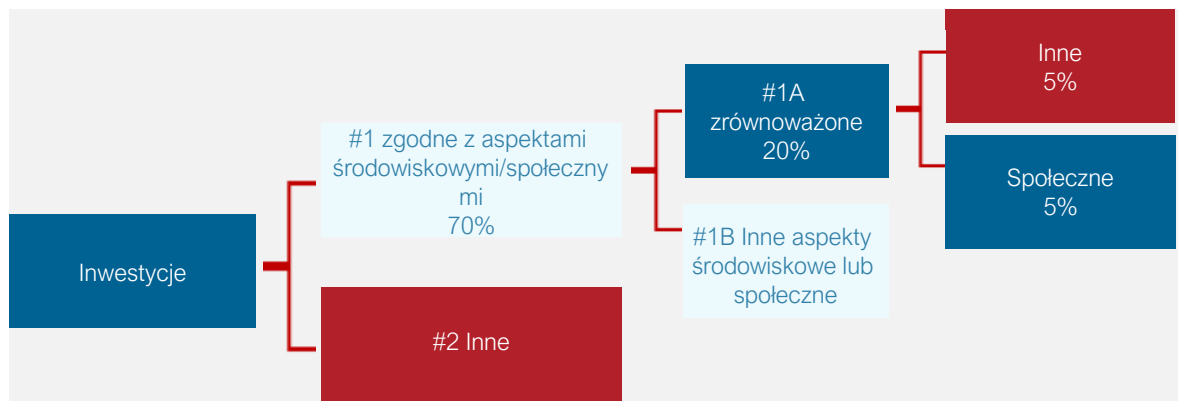 Inwestycje
#1 zgodne z aspektami
środowiskowymi/społeczny
mi
70%
#2 Inne
#1A
zrównoważone
20%
#1B Inne aspekty
środowiskowe lub
społeczne
Inne
5%
Społeczne
5%